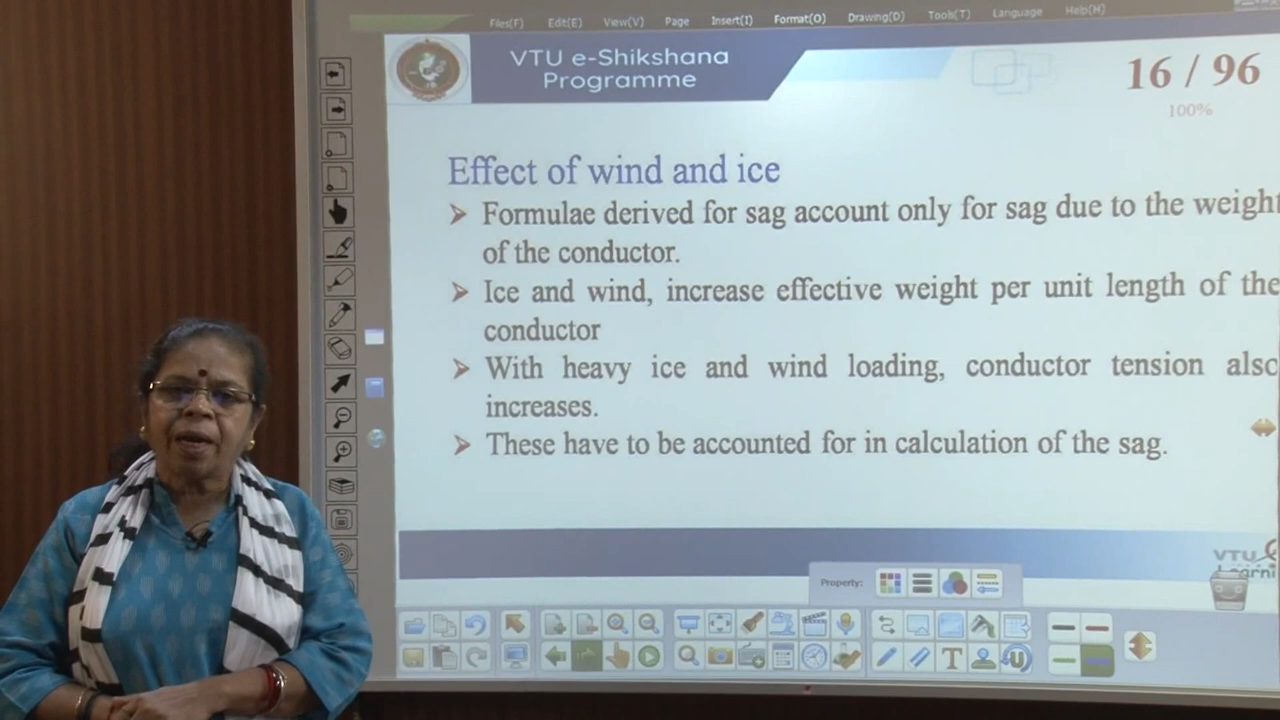 Files(F) Edit(E) View(V) Page Insert(I) Format(O) Drawing(D) Tools(T) Language Help(H)
VTU e-Shikshana
Programme
16 / 96
100%
Effect of wind and ice
➤ Formulae derived for sag account only for sag due to the weight
of the conductor.
➤ Ice and wind, increase effective weight per unit length of the
conductor
➤ With heavy ice and wind loading, conductor tension also
increases.
➤ These have to be accounted for in calculation of the sag.
VTU
Learni
Property: